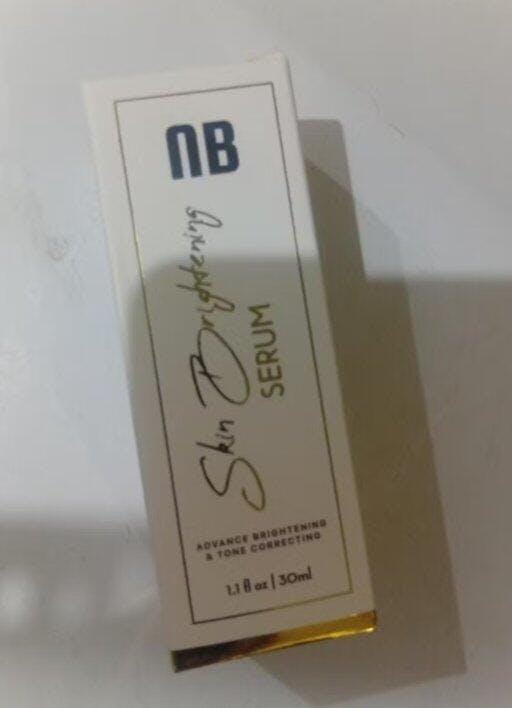 NB
Skin Brightening
SERUM
ADVANCE BRIGHTENING
& TONE CORRECTING
1.1 fl oz | 30ml